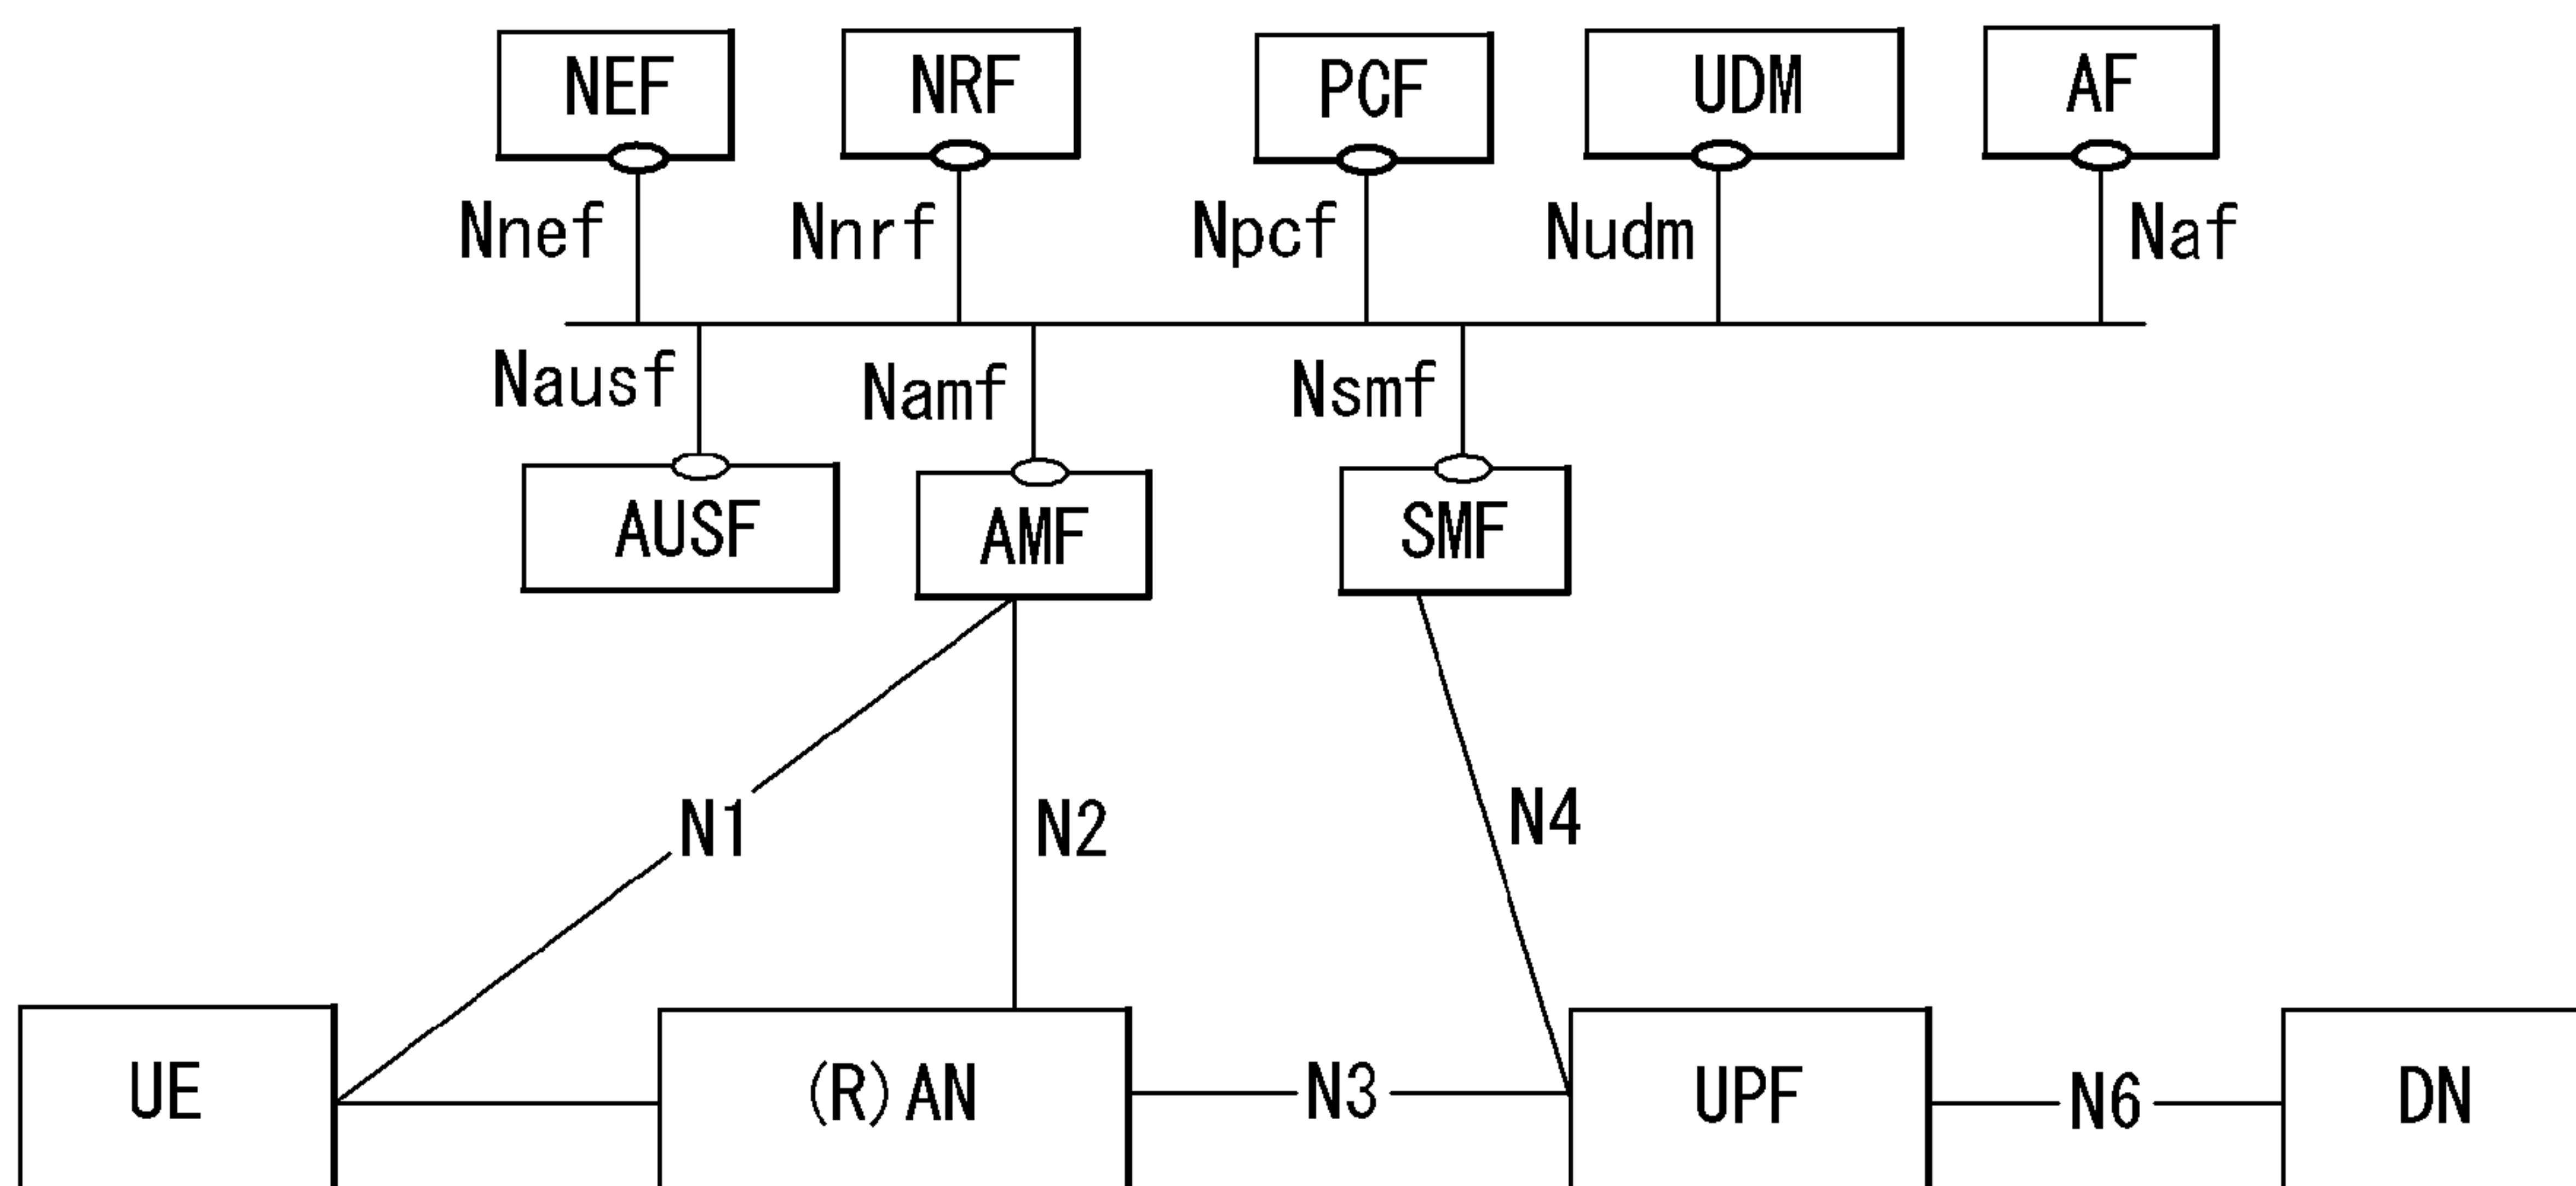 NEF NRF PCF UDM AF
Nnef Nnrf Npcf Nudm Naf
Nausf Namf Nsmf
AUSF AMF SMF
N1 N2 N4
UE (R)AN N3 UPF N6 DN